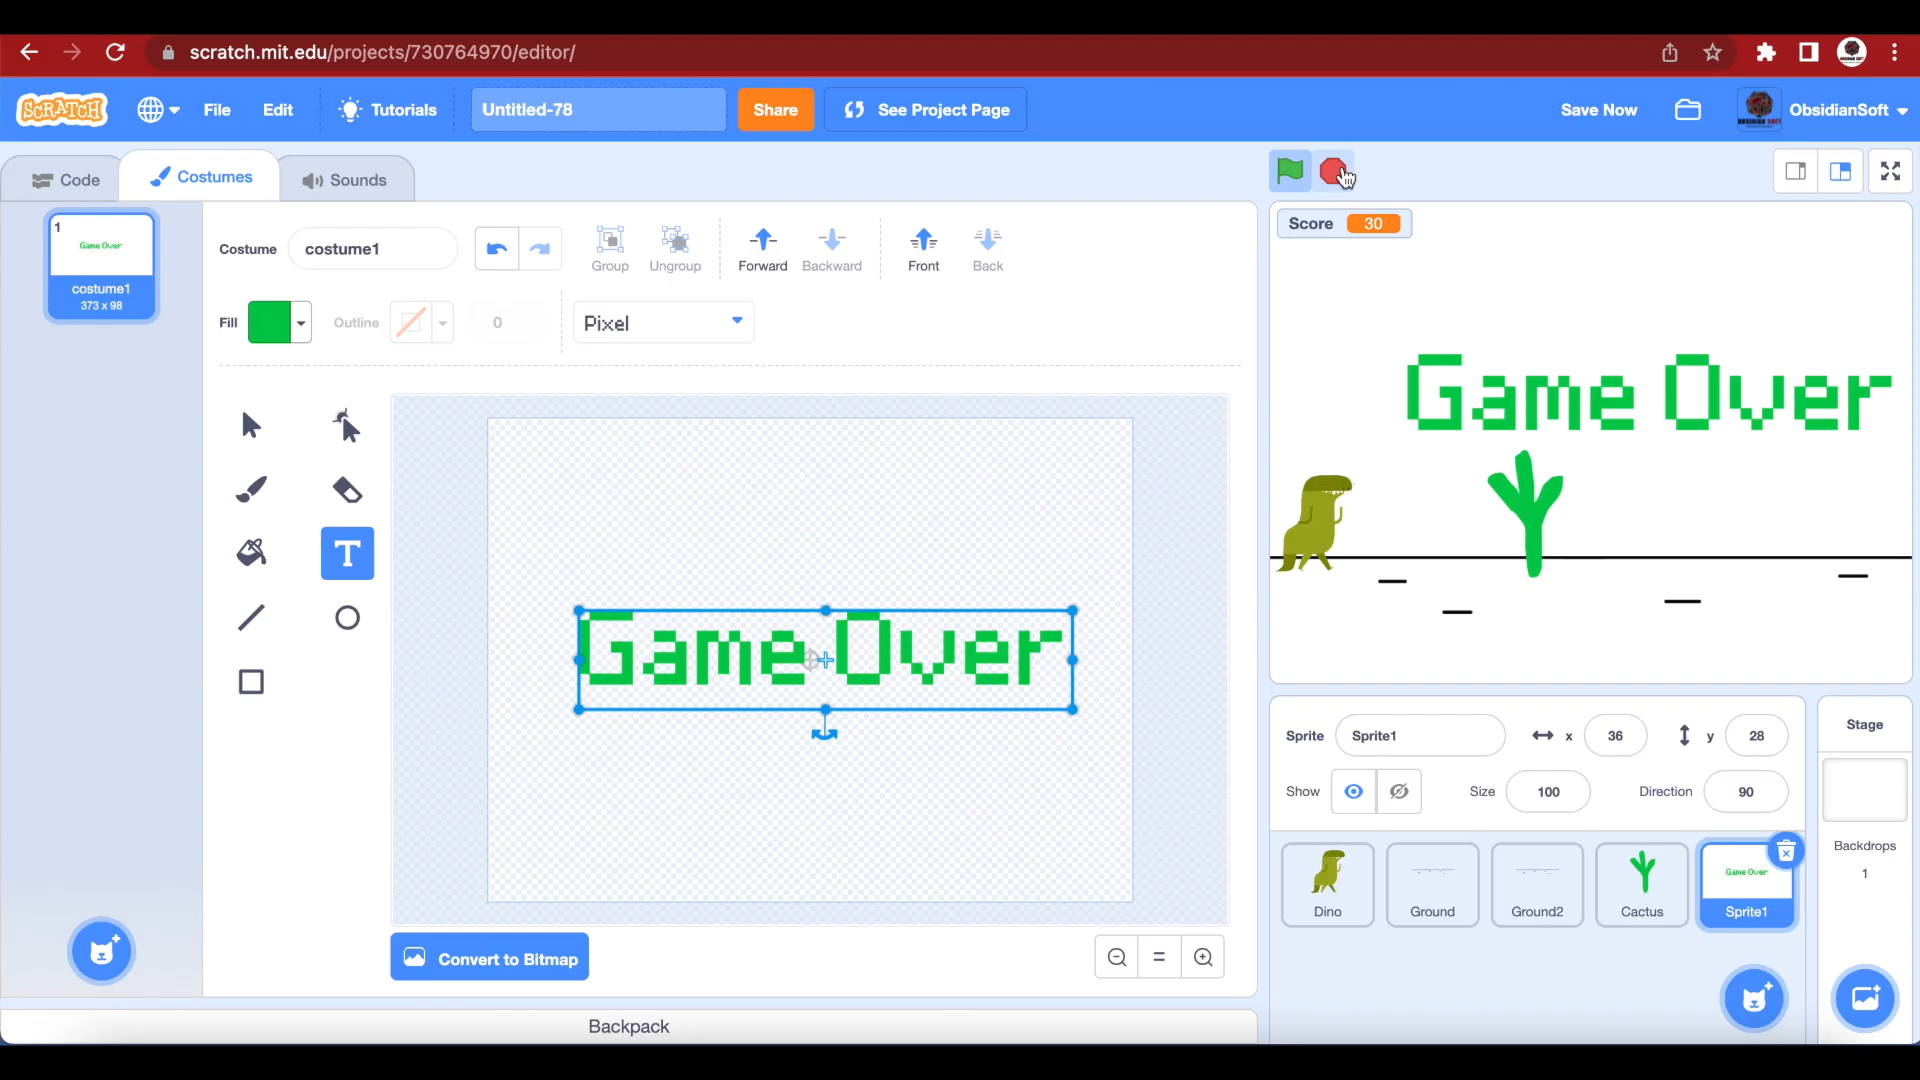 scratch.mit.edu/projects/730764970/editor/
SCRATCH File Edit Tutorials Untitled-78 Share See Project Page Save Now ObsidianSoft
Code Costumes Sounds
1
Game Over
costume1
373 x 98
Costume costume1 Group Ungroup Forward Backward Front Back
Fill Outline 0 Pixel
T
Game Over
Convert to Bitmap
Backpack
Score 30
Game Over
Sprite Sprite1 x 36 y 28
Show Size 100 Direction 90
Dino Ground Ground2 Cactus
Game Over
Sprite1
Stage
Backdrops
1